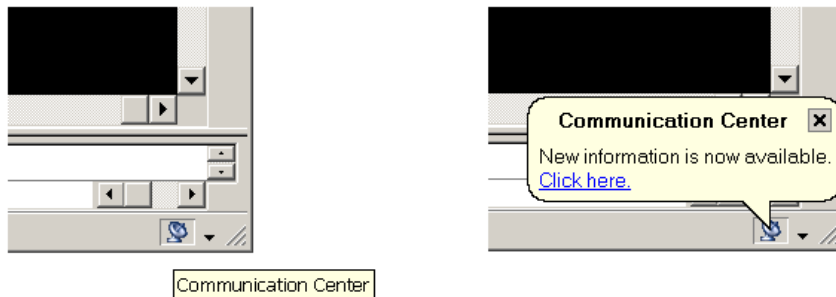 Communication Center
Communication Center
New information is now available.
Click here.